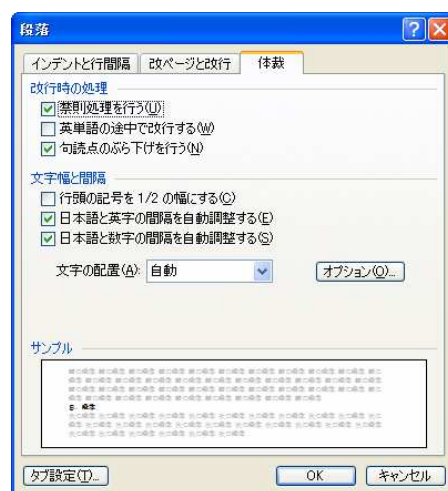 段落
インデントと行間隔 改ページと改行 体裁
改行時の処理
禁則処理を行う(U)
英単語の途中で改行する(W)
句読点のぶら下げを行う(N)
文字幅と間隔
行頭の記号を 1/2 の幅にする(C)
日本語と英字の間隔を自動調整する(E)
日本語と数字の間隔を自動調整する(S)
文字の配置(A): 自動 オプション(O)...
サンプル
タブ設定(T)... OK キャンセル